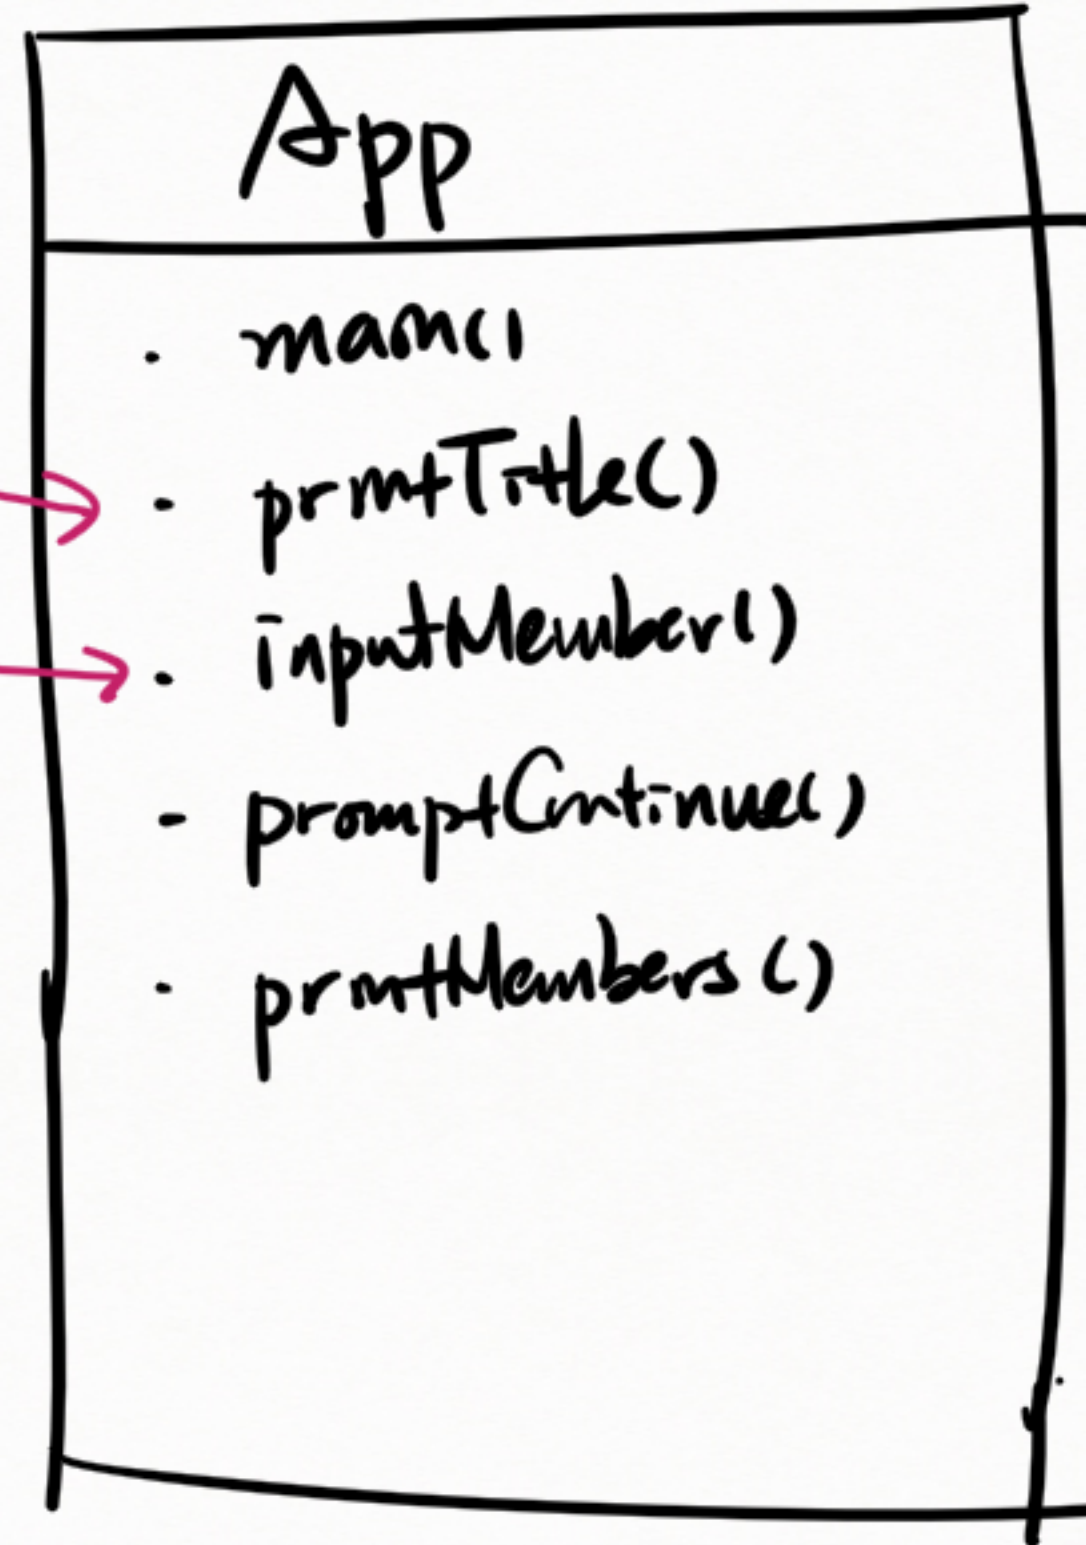 App
· main()
· printTitle()
· inputMember()
- promptContinue()
· printMembers()